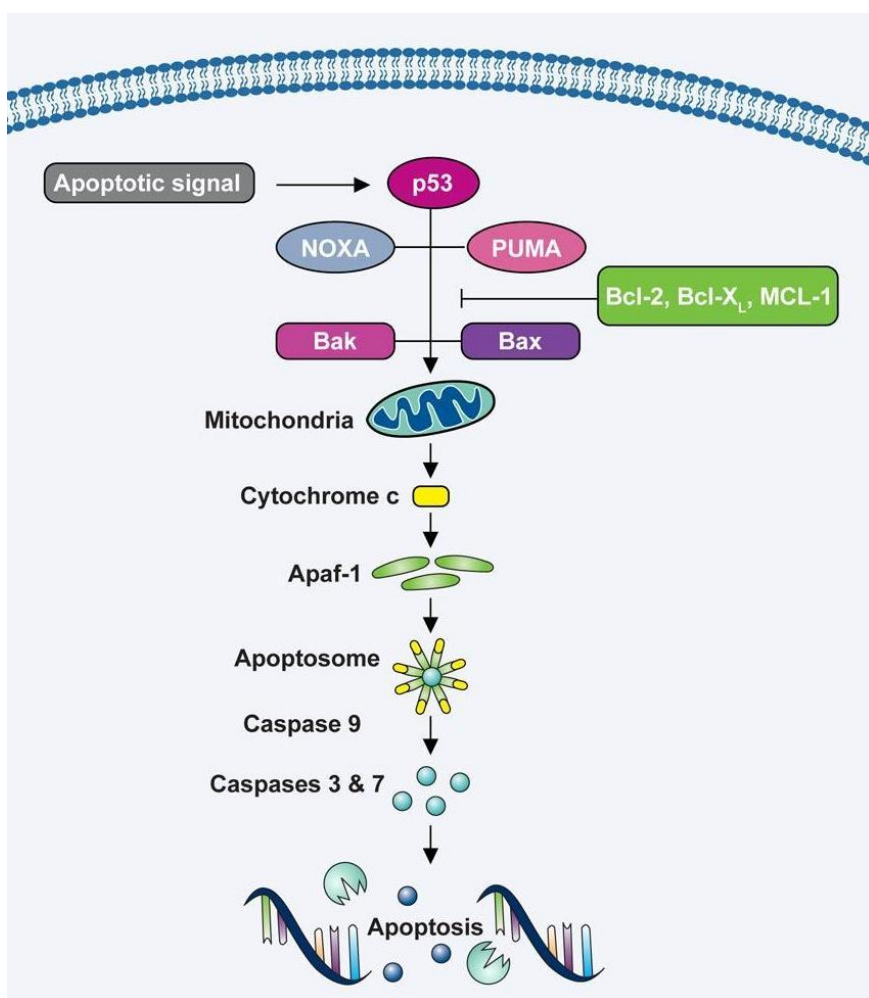 Apoptotic signal
p53
NOXA
PUMA
Bcl-2, Bcl-XL, MCL-1
Bak
Bax
Mitochondria
Cytochrome c
Apaf-1
Apoptosome
Caspase 9
Caspases 3 & 7
Apoptosis